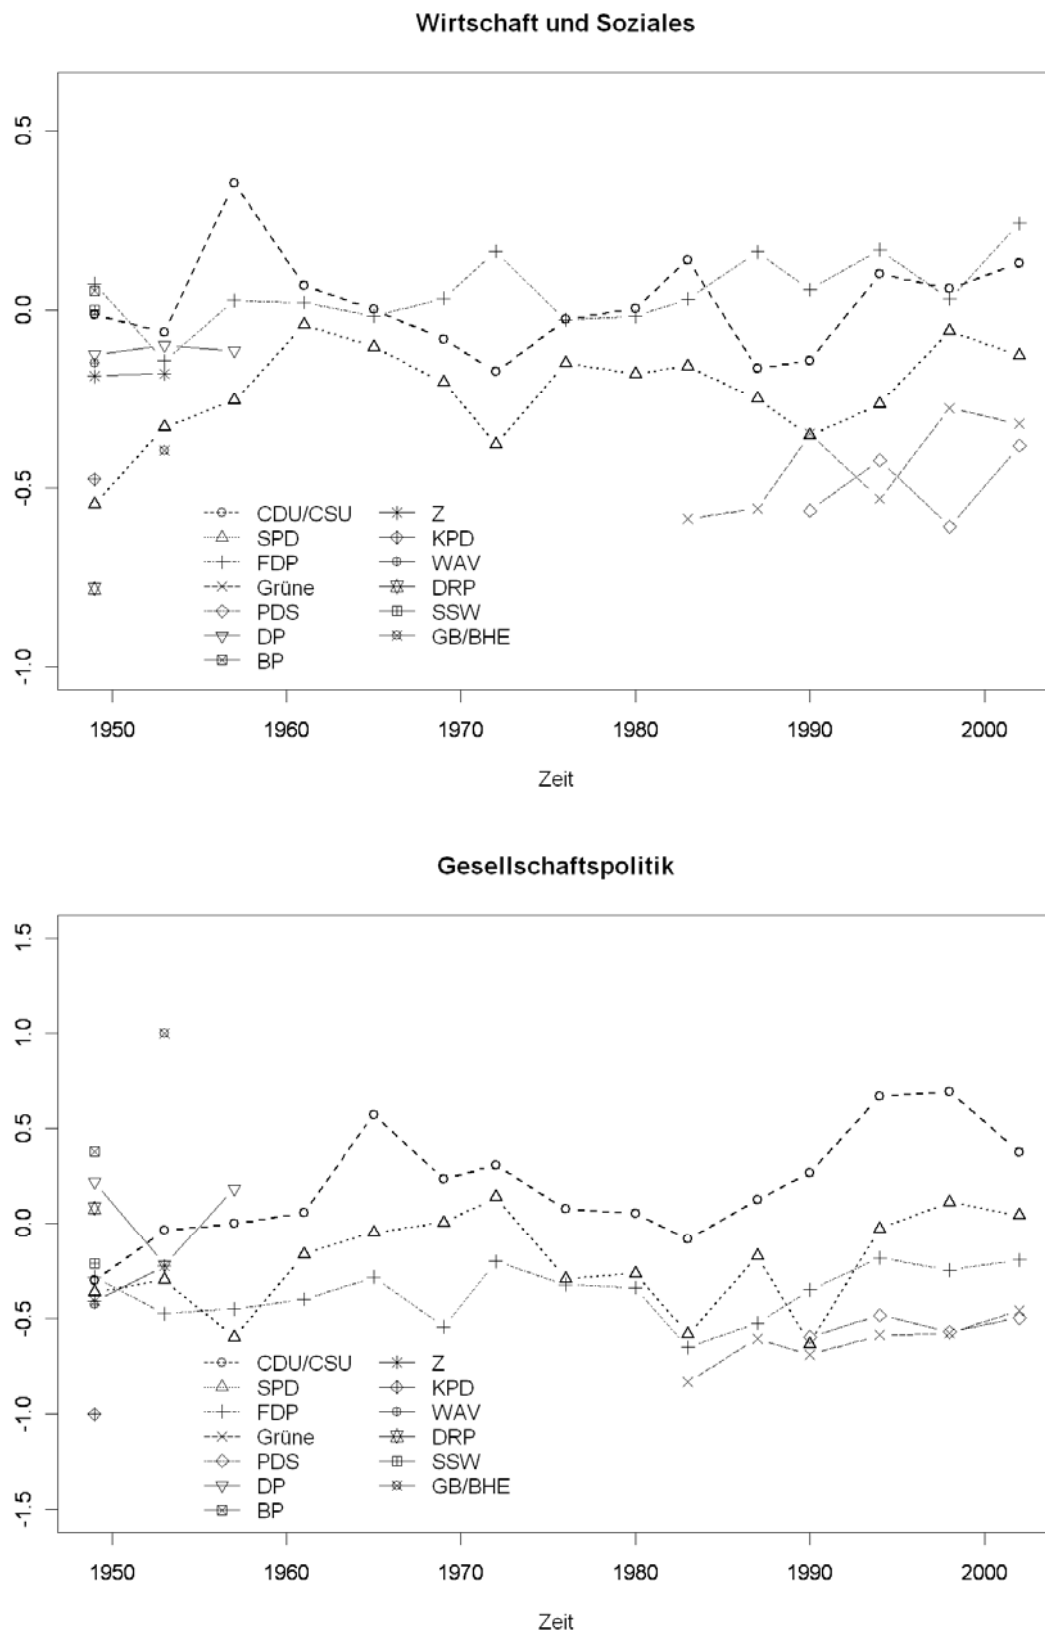 Wirtschaft und Soziales
0.5
0.0
-0.5
-1.0
CDU/CSU Z
SPD KPD
FDP WAV
Grüne DRP
PDS SSW
DP GB/BHE
BP
1950 1960 1970 1980 1990 2000
Zeit
Gesellschaftspolitik
1.5
1.0
0.5
0.0
-0.5
-1.0
-1.5
CDU/CSU Z
SPD KPD
FDP WAV
Grüne DRP
PDS SSW
DP GB/BHE
BP
1950 1960 1970 1980 1990 2000
Zeit